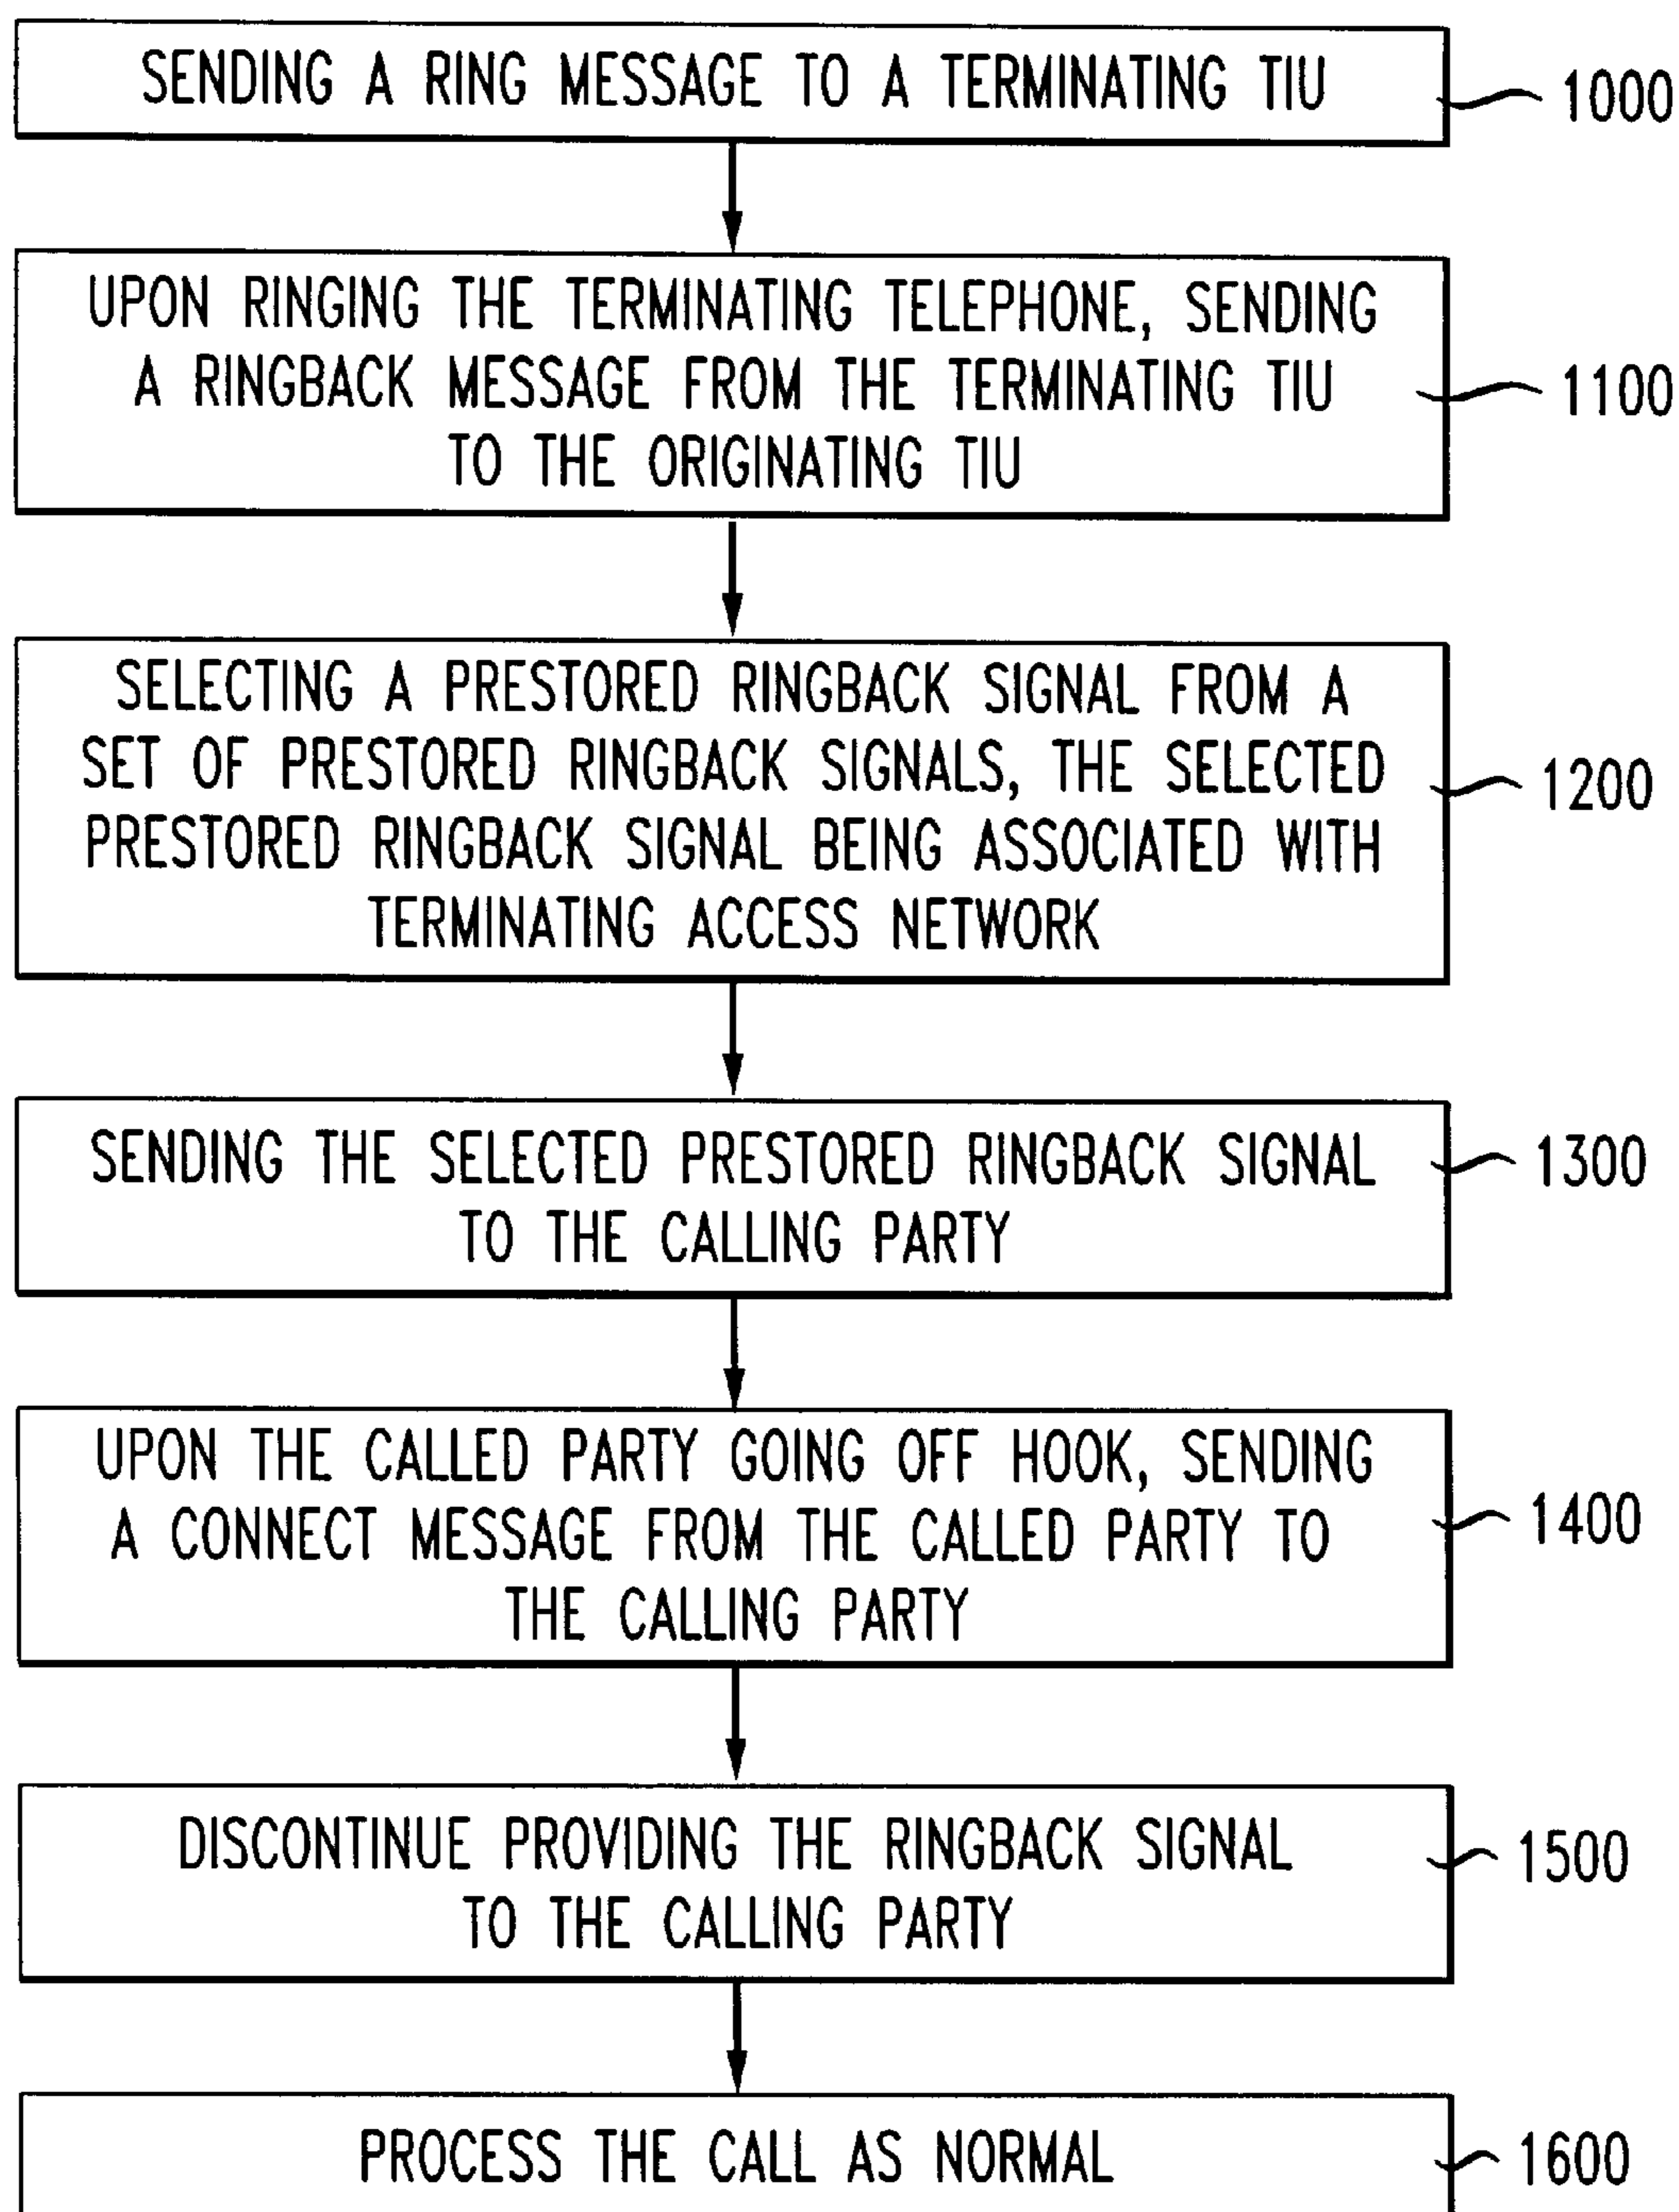 SENDING A RING MESSAGE TO A TERMINATING TIU
1000
UPON RINGING THE TERMINATING TELEPHONE, SENDING
A RINGBACK MESSAGE FROM THE TERMINATING TIU
TO THE ORIGINATING TIU
1100
SELECTING A PRESTORED RINGBACK SIGNAL FROM A
SET OF PRESTORED RINGBACK SIGNALS, THE SELECTED
PRESTORED RINGBACK SIGNAL BEING ASSOCIATED WITH
TERMINATING ACCESS NETWORK
1200
SENDING THE SELECTED PRESTORED RINGBACK SIGNAL
TO THE CALLING PARTY
1300
UPON THE CALLED PARTY GOING OFF HOOK, SENDING
A CONNECT MESSAGE FROM THE CALLED PARTY TO
THE CALLING PARTY
1400
DISCONTINUE PROVIDING THE RINGBACK SIGNAL
TO THE CALLING PARTY
1500
PROCESS THE CALL AS NORMAL
1600